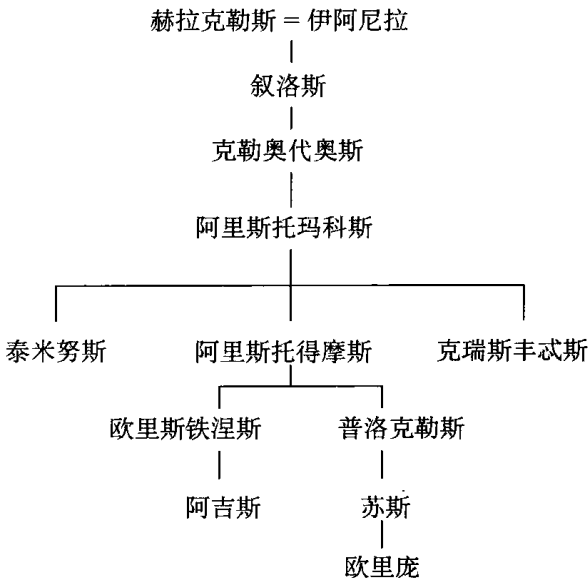 赫拉克勒斯 = 伊阿尼拉
叙洛斯
克勒奥代奥斯
阿里斯托玛科斯
泰米努斯 阿里斯托得摩斯 克瑞斯丰忒斯
欧里斯铁涅斯 普洛克勒斯
阿吉斯 苏斯
欧里庞